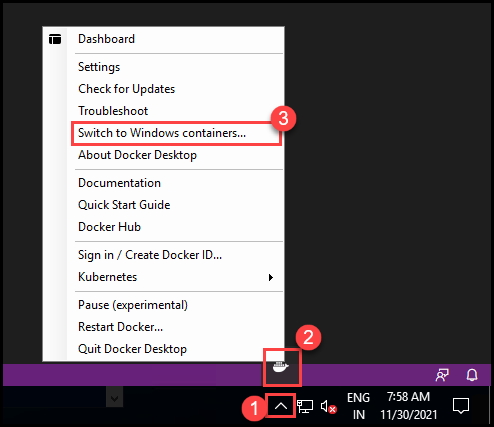 Dashboard
Settings
Check for Updates
Troubleshoot
3
Switch to Windows containers...
About Docker Desktop
Documentation
Quick Start Guide
Docker Hub
Sign in / Create Docker ID...
Kubernetes
Pause (experimental)
Restart Docker...
2
Quit Docker Desktop
1
ENG
IN
7:58 AM
11/30/2021